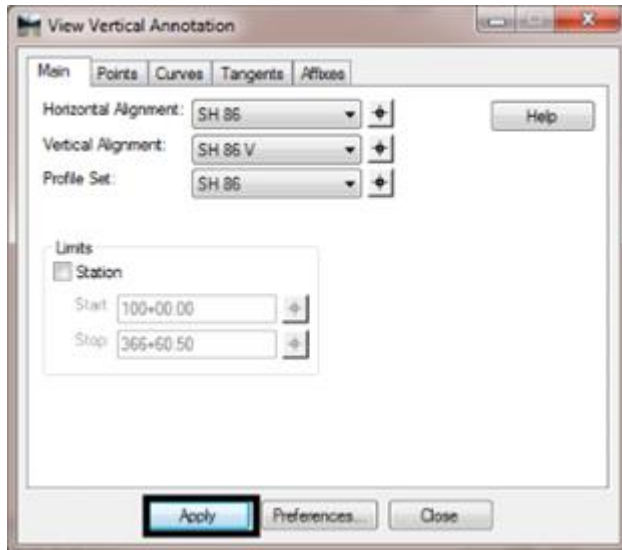 View Vertical Annotation
Main Points Curves Tangents Affixes
Horizontal Alignment: SH 86 Help
Vertical Alignment: SH 86 V
Profile Set: SH 86
Limits
Station
Start: 100+00.00
Stop: 366+60.50
Apply Preferences... Close